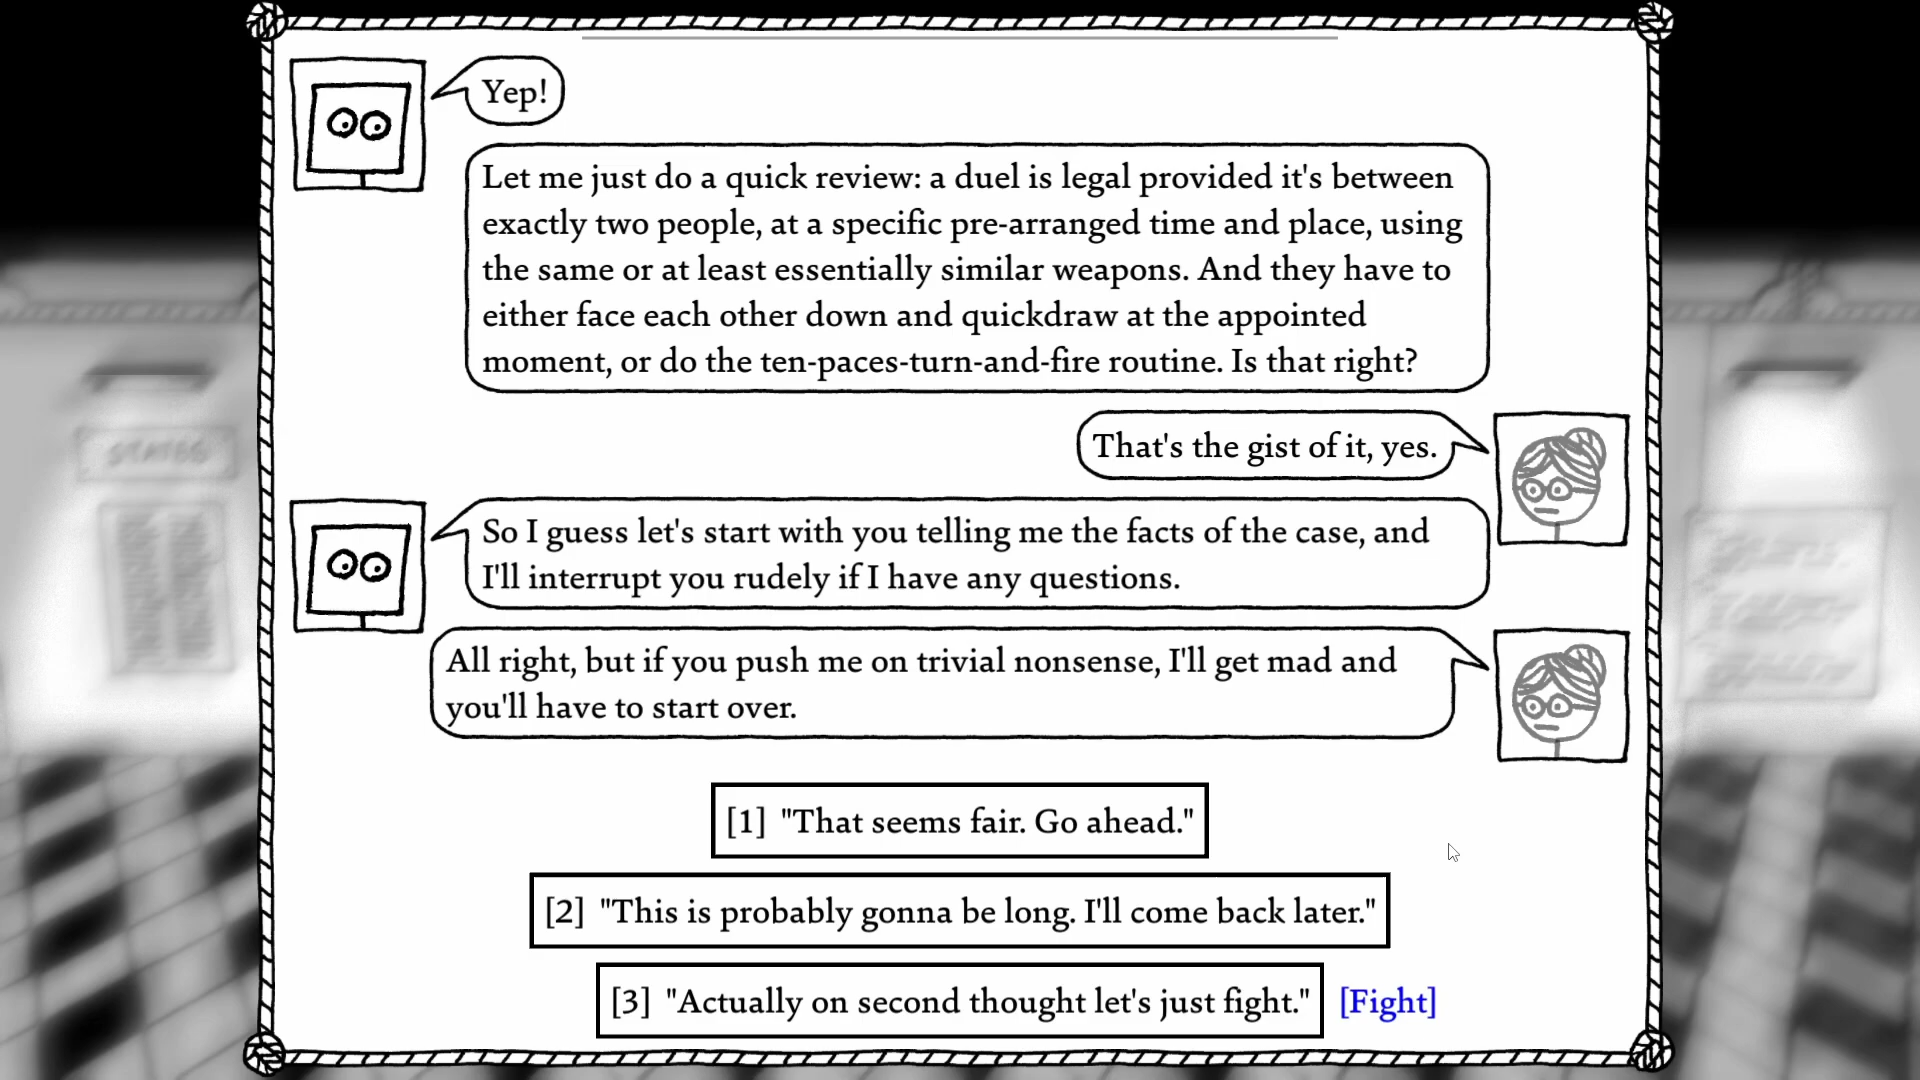 Yep!
Let me just do a quick review: a duel is legal provided it's between
exactly two people, at a specific pre-arranged time and place, using
the same or at least essentially similar weapons. And they have to
either face each other down and quickdraw at the appointed
moment, or do the ten-paces-turn-and-fire routine. Is that right?
That's the gist of it, yes.
So I guess let's start with you telling me the facts of the case, and
I'll interrupt you rudely if I have any questions.
All right, but if you push me on trivial nonsense, I'll get mad and
you'll have to start over.
[1] "That seems fair. Go ahead."
[2] "This is probably gonna be long. I'll come back later."
[3] "Actually on second thought let's just fight." [Fight]